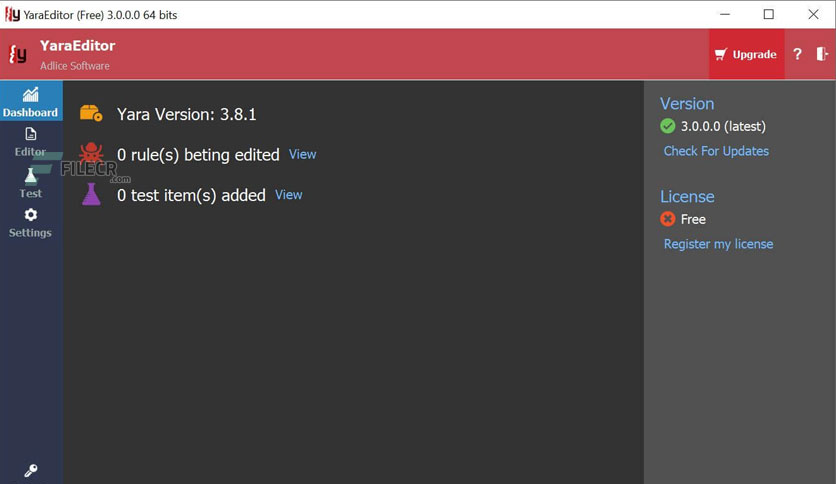 YaraEditor (Free) 3.0.0.0 64 bits
YaraEditor
Adlice Software
Upgrade
?
Dashboard
Editor
Test
Settings
FILECR
.com
Yara Version: 3.8.1
0 rule(s) beting edited View
0 test item(s) added View
Version
3.0.0.0 (latest)
Check For Updates
License
Free
Register my license